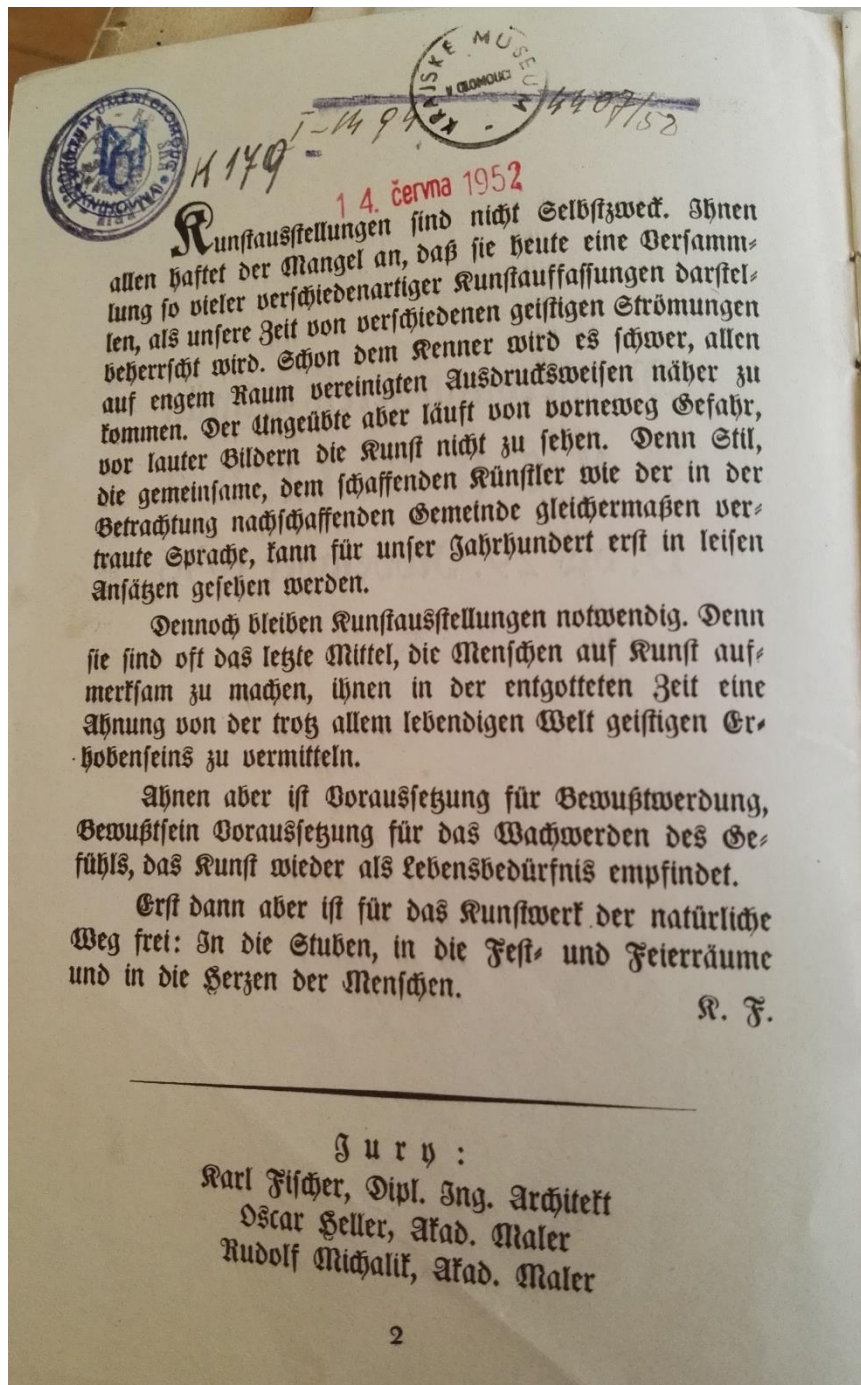 KRAJSKÉ MUSEUM
V OLOMOUCI
I-1494
4407/52
K 179
14. června 1952
Kunstausstellungen sind nicht Selbstzweck. Ihnen
allen haftet der Mangel an, daß sie heute eine Versamm-
lung so vieler verschiedenartiger Kunstauffassungen darstel-
len, als unsere Zeit von verschiedenen geistigen Strömungen
beherrscht wird. Schon dem Kenner wird es schwer, allen
auf engem Raum vereinigten Ausdrucksweisen näher zu
kommen. Der Ungeübte aber läuft von vorneweg Gefahr,
vor lauter Bildern die Kunst nicht zu sehen. Denn Stil,
die gemeinsame, dem schaffenden Künstler wie der in der
Betrachtung nachschaffenden Gemeinde gleichermaßen ver-
traute Sprache, kann für unser Jahrhundert erst in leisen
Ansätzen gesehen werden.
Dennoch bleiben Kunstausstellungen notwendig. Denn
sie sind oft das letzte Mittel, die Menschen auf Kunst auf-
merksam zu machen, ihnen in der entgotteten Zeit eine
Ahnung von der trotz allem lebendigen Welt geistigen Er-
hobenseins zu vermitteln.
Ahnen aber ist Voraussetzung für Bewußtwerdung,
Bewußtsein Voraussetzung für das Wachwerden des Ge-
fühls, das Kunst wieder als Lebensbedürfnis empfindet.
Erst dann aber ist für das Kunstwerk der natürliche
Weg frei: In die Stuben, in die Fest- und Feierräume
und in die Herzen der Menschen.
K. F.
Jury:
Karl Fischer, Dipl. Ing. Architekt
Oscar Heller, Akad. Maler
Rudolf Michalik, Akad. Maler
2